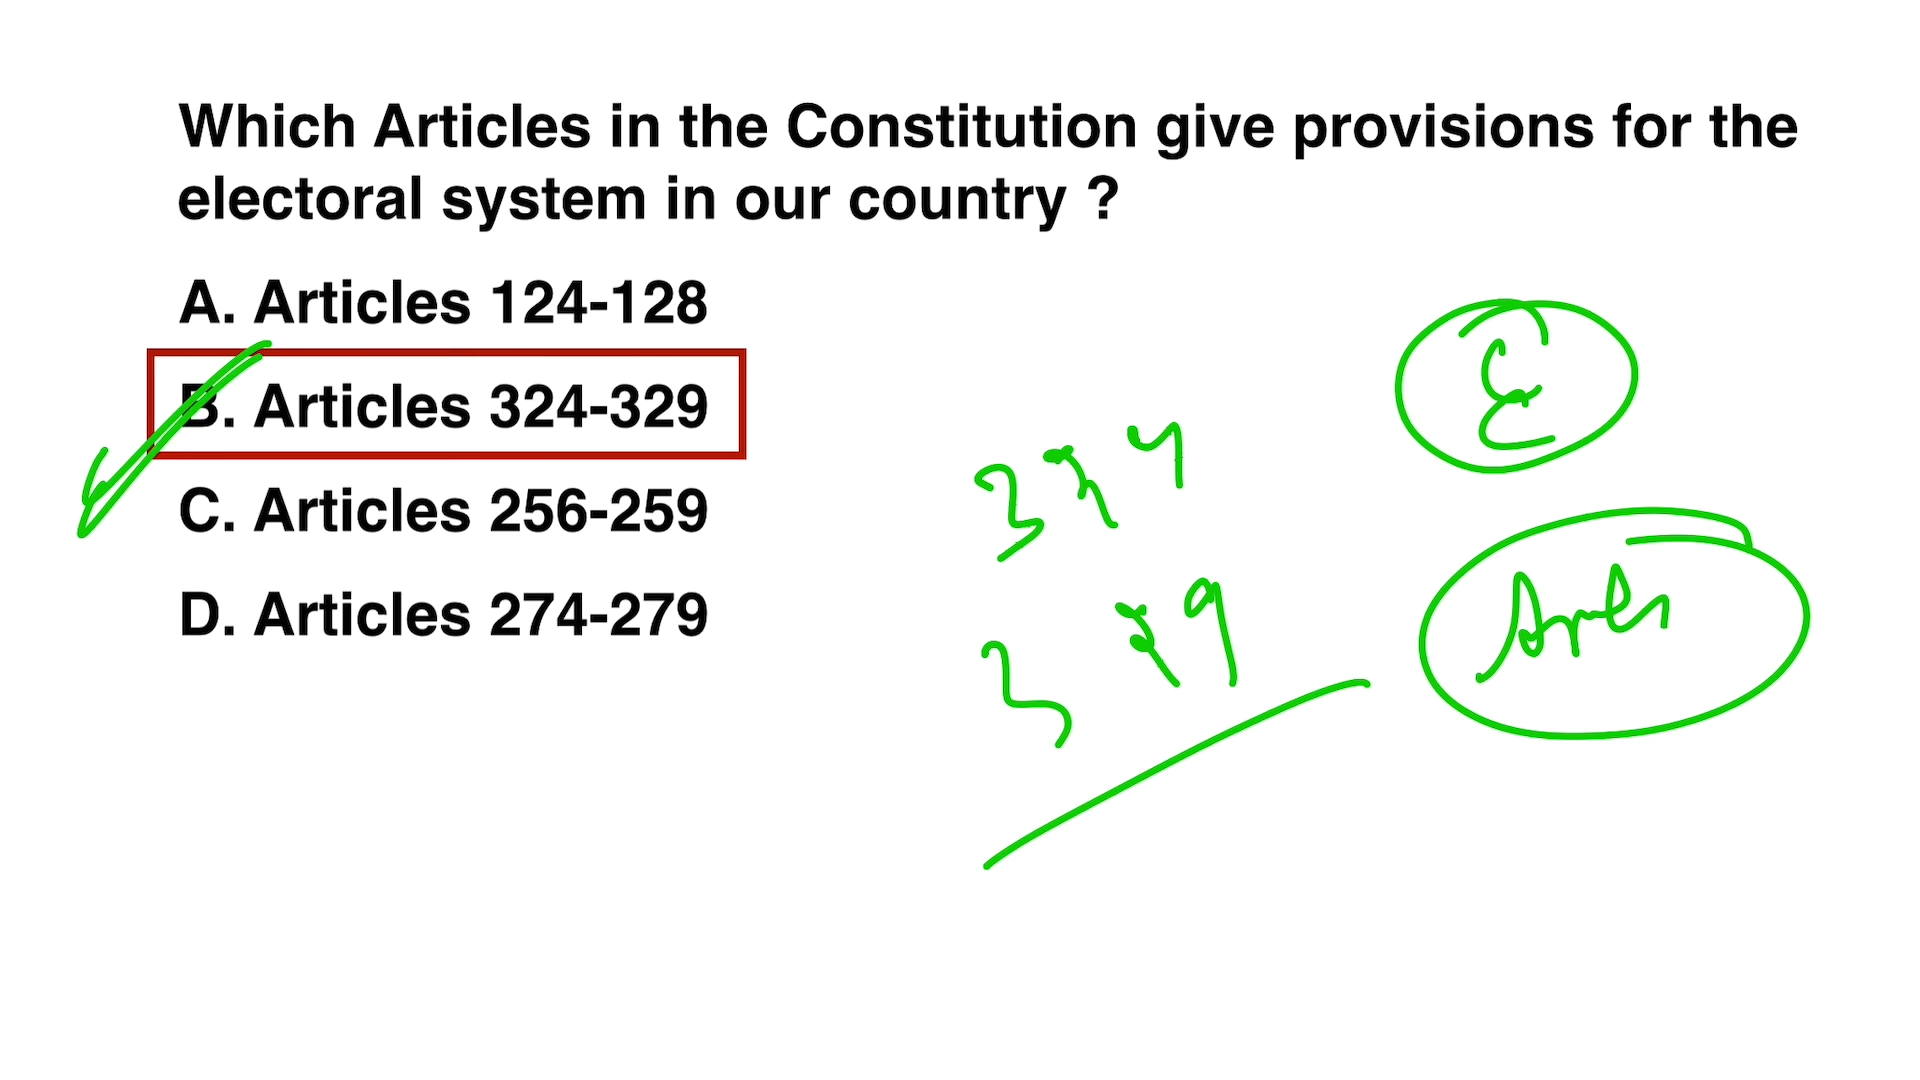 Which Articles in the Constitution give provisions for the
electoral system in our country ?
A. Articles 124-128
B. Articles 324-329
C. Articles 256-259
D. Articles 274-279
324
329